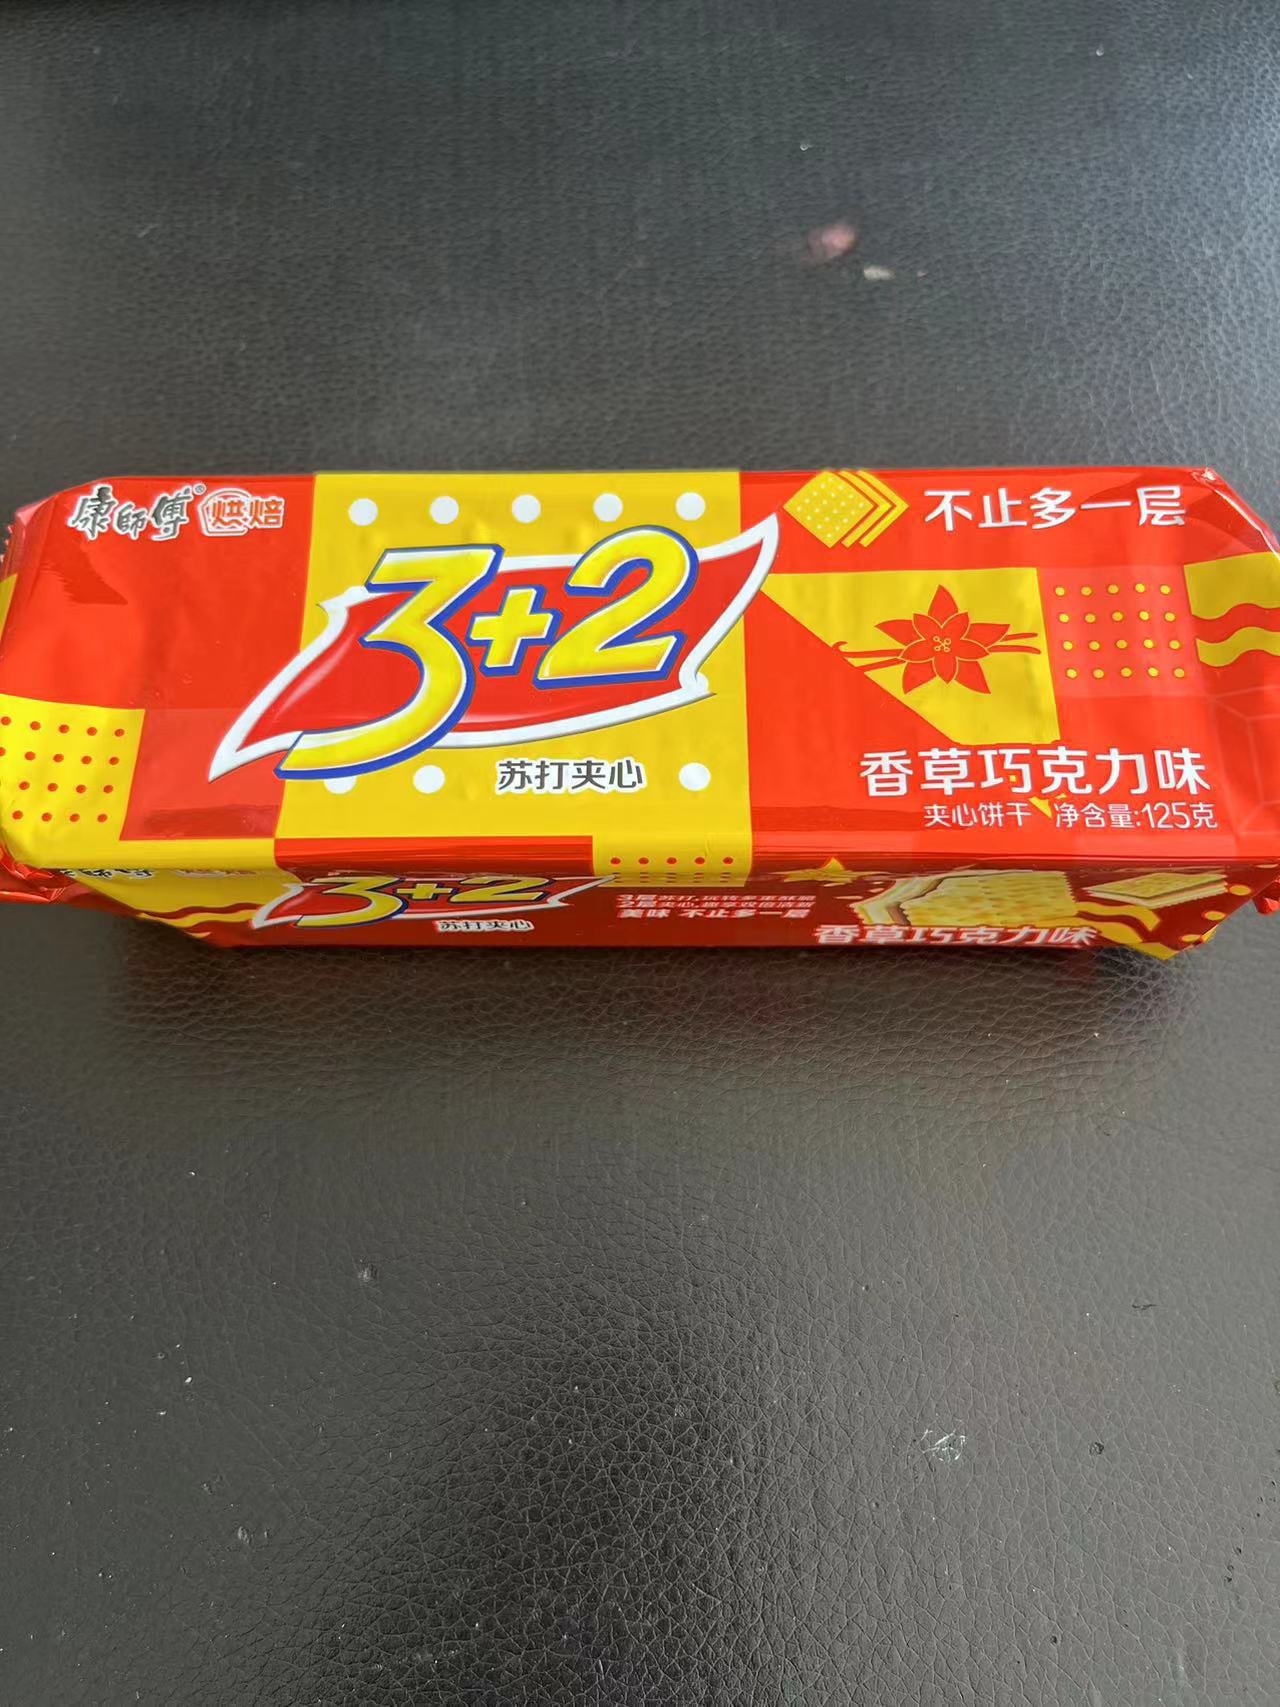 康師傅 烘焙
不止多一层
3+2
苏打夹心
香草巧克力味
夹心饼干 净含量:125克
3+2
苏打夹心
美味 不止多一层
香草巧克力味